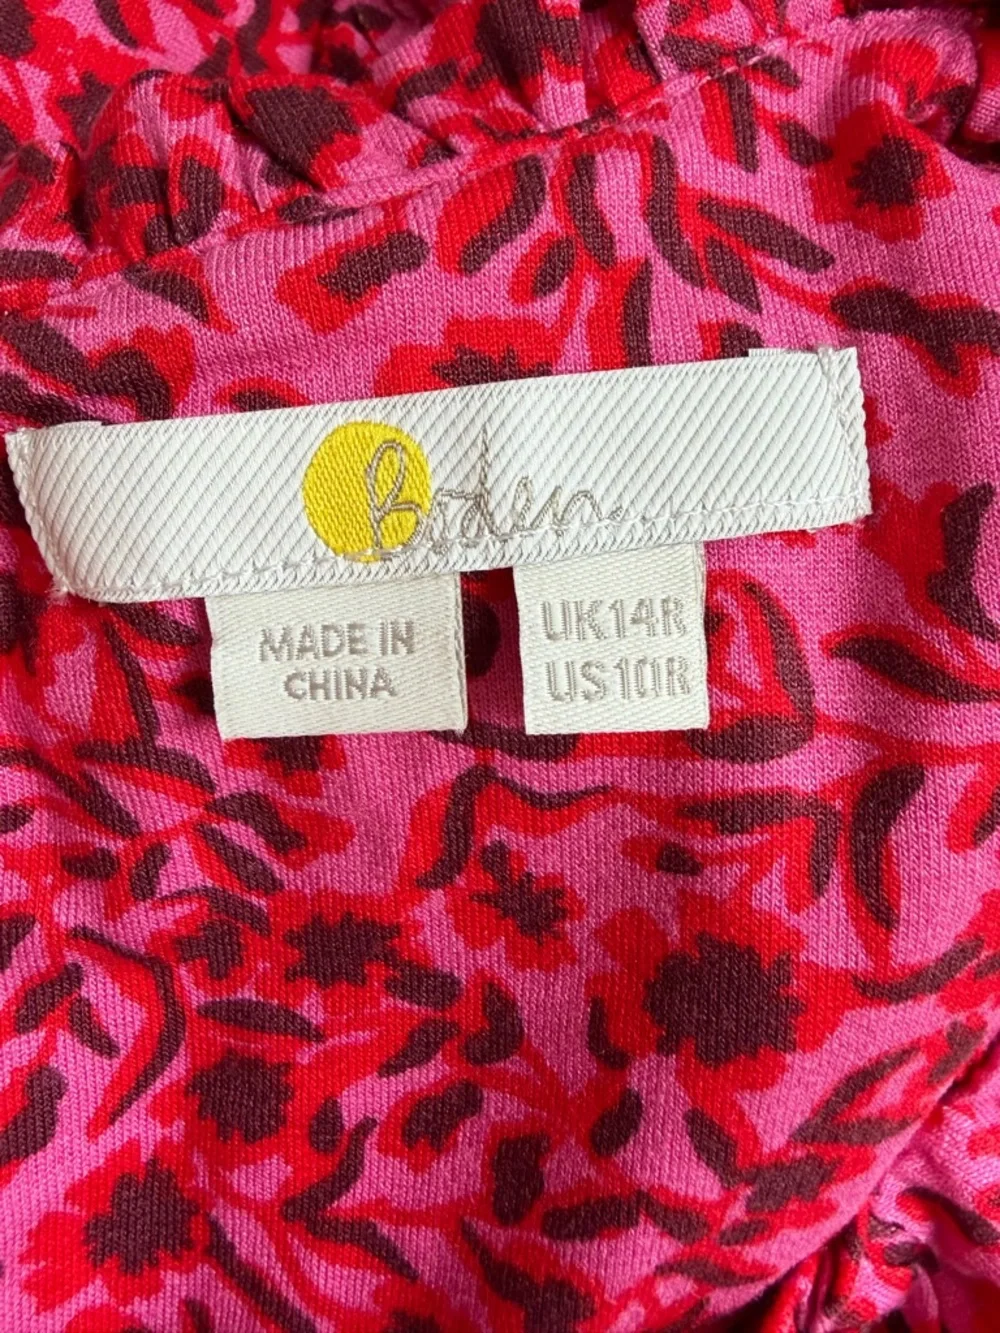 Boden
MADE IN
CHINA
UK14R
US10R